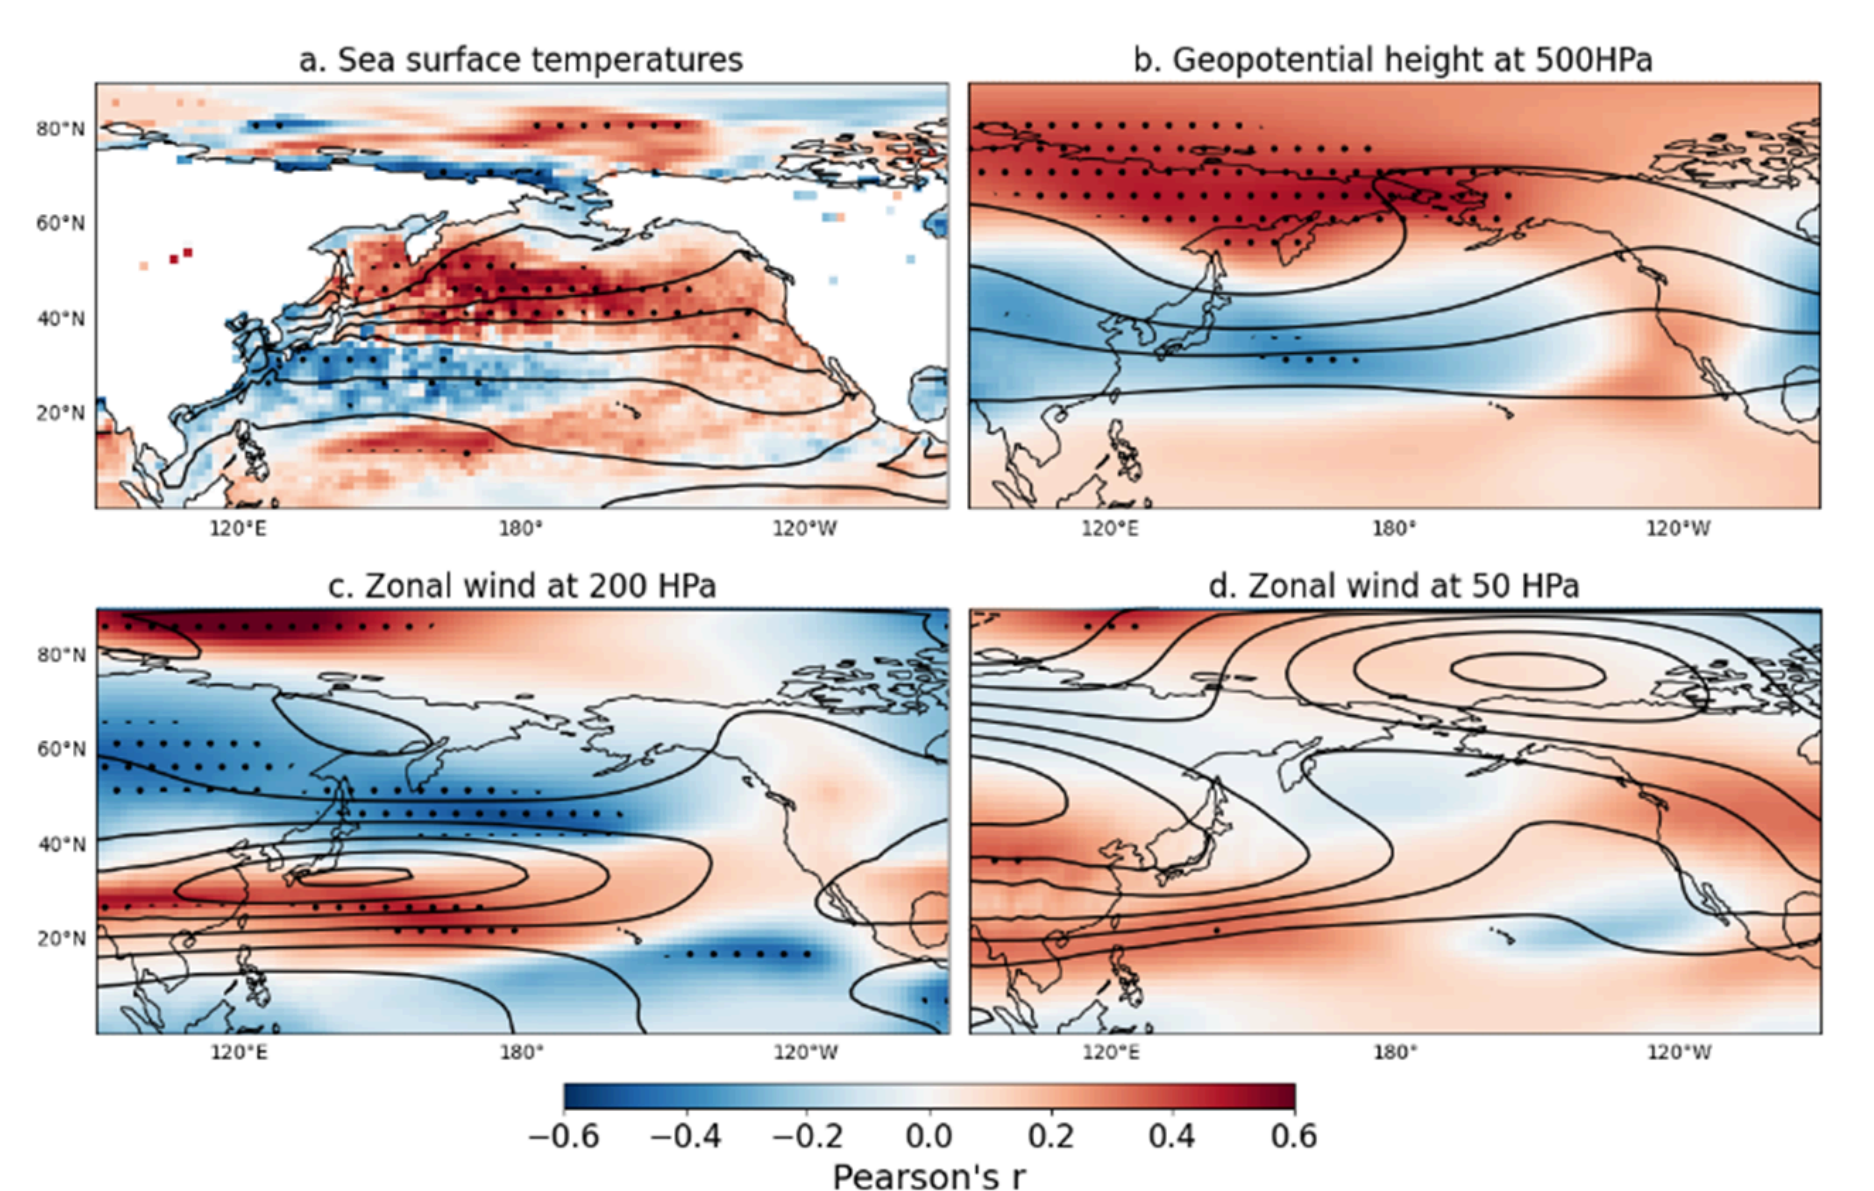 a. Sea surface temperatures
b. Geopotential height at 500HPa
80°N
60°N
40°N
20°N
120°E 180° 120°W
120°E 180° 120°W
c. Zonal wind at 200 HPa
d. Zonal wind at 50 HPa
80°N
60°N
40°N
20°N
120°E 180° 120°W
120°E 180° 120°W
−0.6 −0.4 −0.2 0.0 0.2 0.4 0.6
Pearson's r